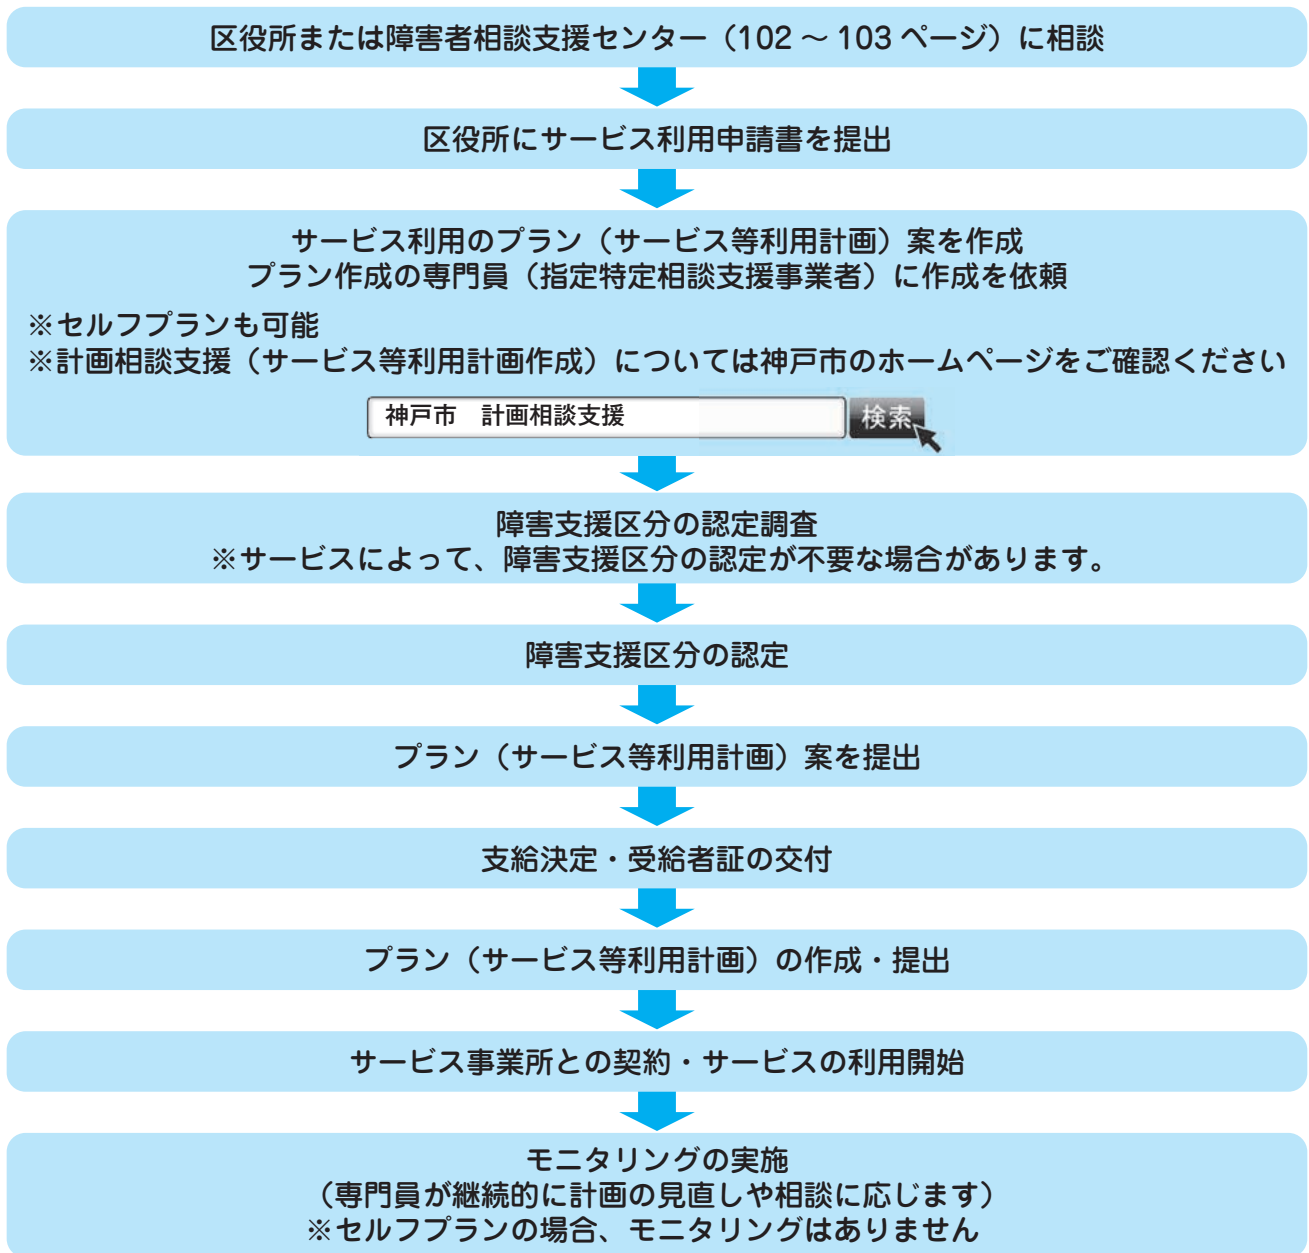 区役所または障害者相談支援センター（102 ～ 103 ページ）に相談
区役所にサービス利用申請書を提出
サービス利用のプラン（サービス等利用計画）案を作成
プラン作成の専門員（指定特定相談支援事業者）に作成を依頼
※セルフプランも可能
※計画相談支援（サービス等利用計画作成）については神戸市のホームページをご確認ください
神戸市　計画相談支援　検索
障害支援区分の認定調査
※サービスによって、障害支援区分の認定が不要な場合があります。
障害支援区分の認定
プラン（サービス等利用計画）案を提出
支給決定・受給者証の交付
プラン（サービス等利用計画）の作成・提出
サービス事業所との契約・サービスの利用開始
モニタリングの実施
（専門員が継続的に計画の見直しや相談に応じます）
※セルフプランの場合、モニタリングはありません